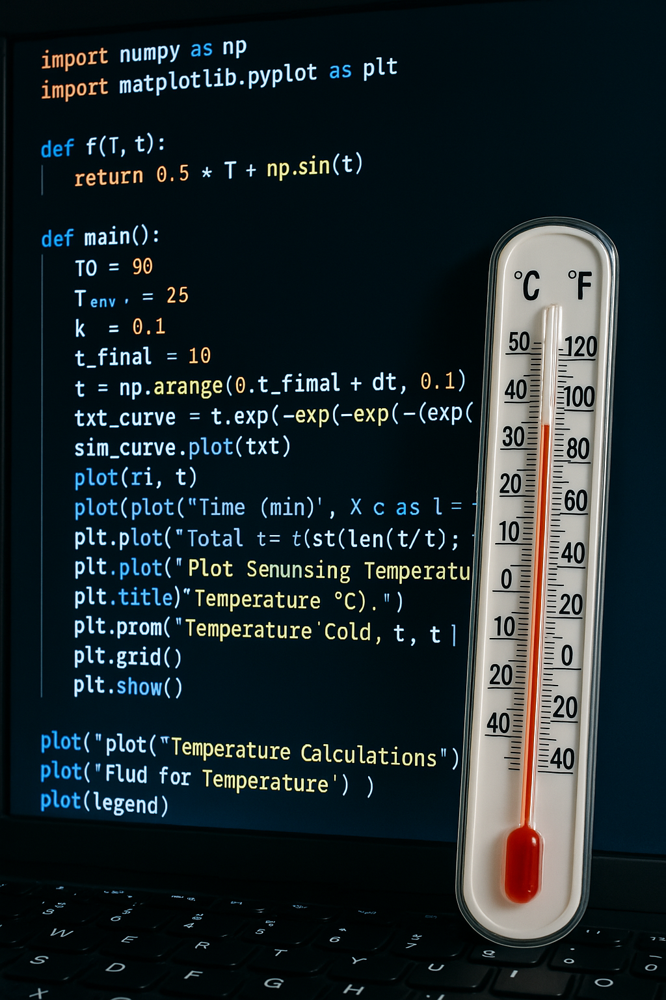 import numpy as np
import matplotlib.pyplot as plt
def f(T, t):
return 0.5 * T + np.sin(t)
def main():
TO = 90
Tenv ' = 25
k = 0.1
t_final = 10
t = np.arange(0.t_fimal + dt, 0.1)
txt_curve = t.exp(−exp(−exp(−(exp(
sim_curve.plot(txt)
plot(ri, t)
plot(plot("Time (min)', X c as l =
plt.plot("Total t= t(st(len(t/t);
plt.plot("Plot Senunsing Temperatu
plt.title)"Temperature °C).")
plt.prom("Temperature'Cold, t, t |
plt.grid()
plt.show()
plot("plot("Temperature Calculations")
plot("Flud for Temperature') )
plot(legend)
°C °F
50 120
40 100
30 80
20 60
10 40
0 20
10 0
20 20
40 40
W E R T Y U I O
S D F G H
X